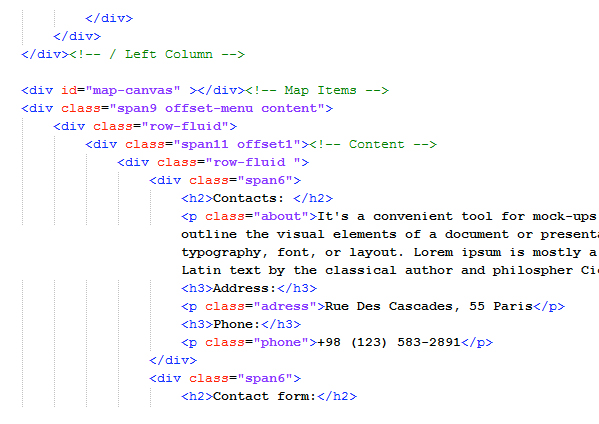 </div>
</div>
</div><!-- / Left Column -->
<div id="map-canvas" ></div><!-- Map Items -->
<div class="span9 offset-menu content">
<div class="row-fluid">
<div class="span11 offset1"><!-- Content -->
<div class="row-fluid ">
<div class="span6">
<h2>Contacts: </h2>
<p class="about">It's a convenient tool for mock-ups
outline the visual elements of a document or present
typography, font, or layout. Lorem ipsum is mostly a
Latin text by the classical author and philospher Ci
<h3>Address:</h3>
<p class="adress">Rue Des Cascades, 55 Paris</p>
<h3>Phone:</h3>
<p class="phone">+98 (123) 583-2891</p>
</div>
<div class="span6">
<h2>Contact form:</h2>